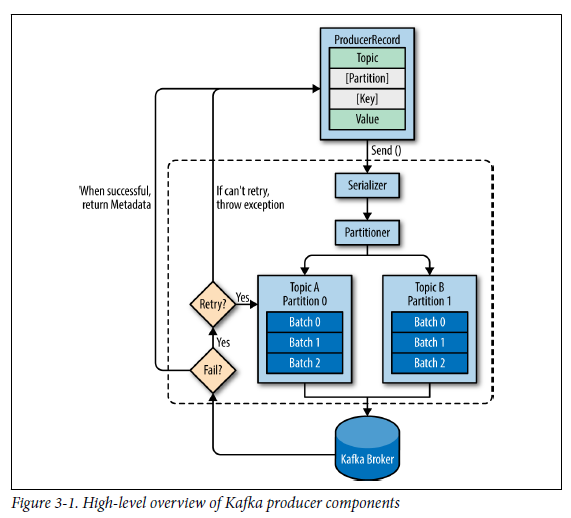 ProducerRecord
Topic
[Partition]
[Key]
Value
Send ()
'When successful,
return Metadata
If can't retry,
throw exception
Serializer
Partitioner
Topic A
Partition 0
Batch 0
Batch 1
Batch 2
Topic B
Partition 1
Batch 0
Batch 1
Batch 2
Retry?
Yes
Yes
Fail?
Kafka Broker
Figure 3-1. High-level overview of Kafka producer components